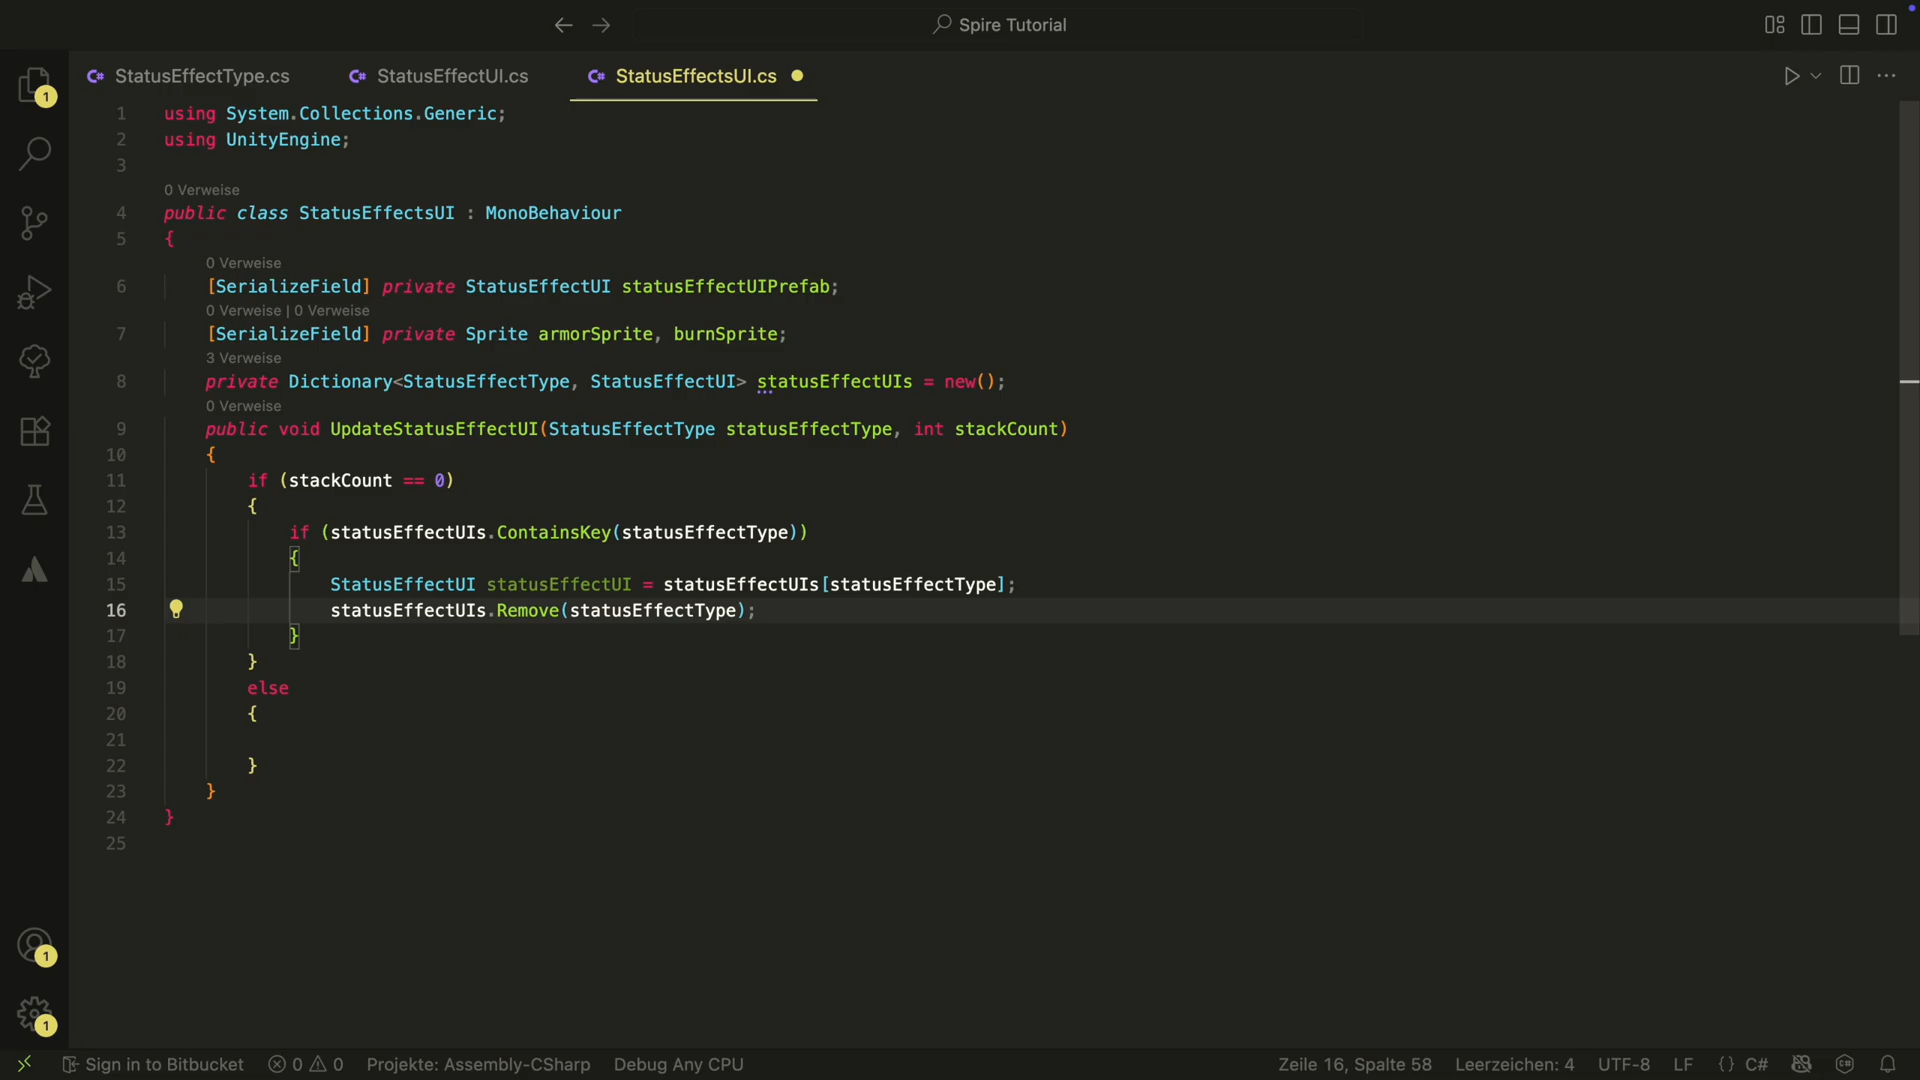 Spire Tutorial
1
StatusEffectType.cs
StatusEffectUI.cs
StatusEffectsUI.cs
1 using System.Collections.Generic;
2 using UnityEngine;
3
0 Verweise
4 public class StatusEffectsUI : MonoBehaviour
5 {
0 Verweise
6 [SerializeField] private StatusEffectUI statusEffectUIPrefab;
0 Verweise | 0 Verweise
7 [SerializeField] private Sprite armorSprite, burnSprite;
3 Verweise
8 private Dictionary<StatusEffectType, StatusEffectUI> statusEffectUIs = new();
0 Verweise
9 public void UpdateStatusEffectUI(StatusEffectType statusEffectType, int stackCount)
10 {
11 if (stackCount == 0)
12 {
13 if (statusEffectUIs.ContainsKey(statusEffectType))
14 {
15 StatusEffectUI statusEffectUI = statusEffectUIs[statusEffectType];
16 statusEffectUIs.Remove(statusEffectType);
17 }
18 }
19 else
20 {
21
22 }
23 }
24 }
25
1
1
Sign in to Bitbucket 0 0 Projekte: Assembly-CSharp Debug Any CPU Zeile 16, Spalte 58 Leerzeichen: 4 UTF-8 LF {} C#